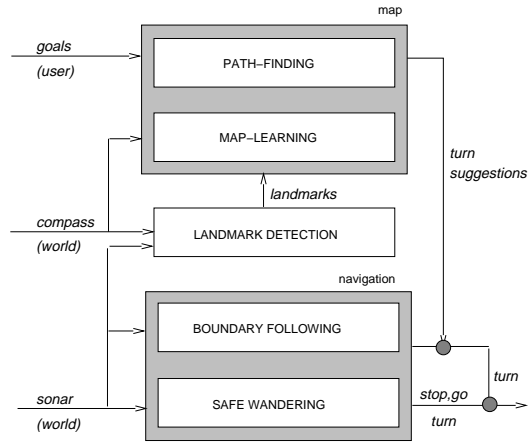 map
goals
(user)
PATH–FINDING
MAP–LEARNING
turn
suggestions
landmarks
compass
(world)
LANDMARK DETECTION
navigation
BOUNDARY FOLLOWING
turn
sonar
(world)
SAFE WANDERING
stop,go
turn